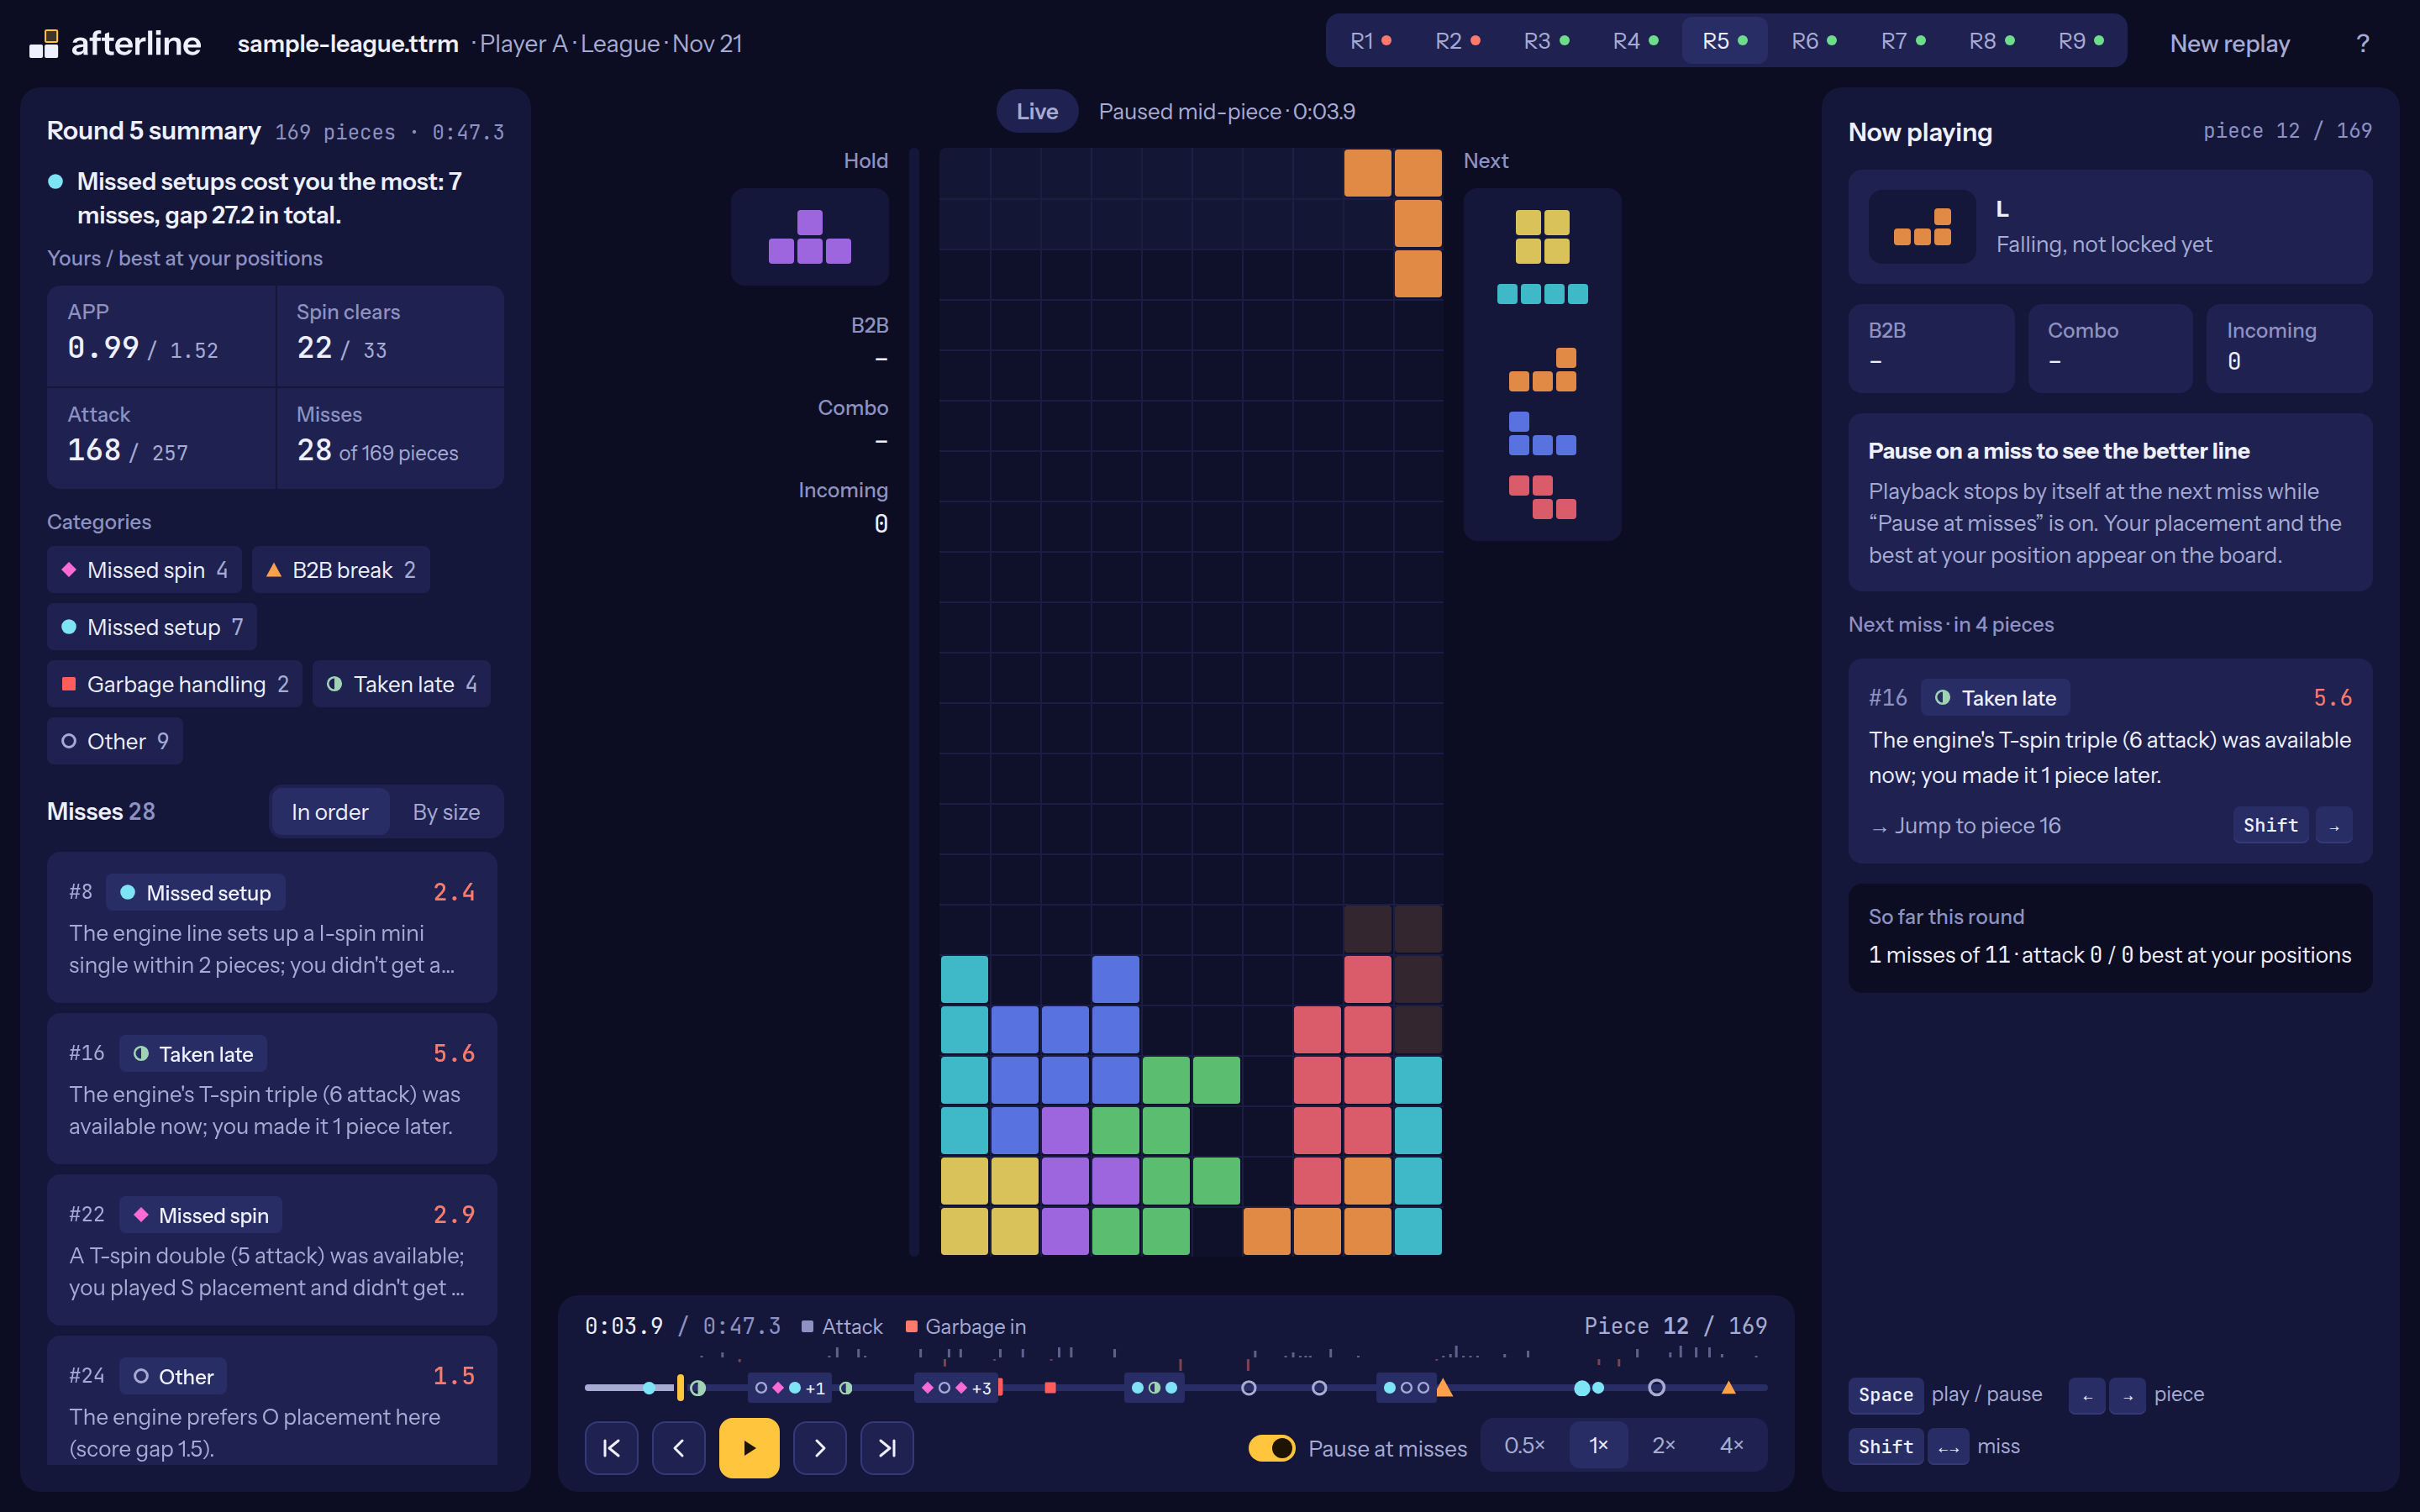 afterline
sample-league.ttrm · Player A · League · Nov 21
R1 R2 R3 R4 R5 R6 R7 R8 R9
New replay
?
Round 5 summary 169 pieces · 0:47.3
Missed setups cost you the most: 7
misses, gap 27.2 in total.
Yours / best at your positions
APP
0.99 / 1.52
Spin clears
22 / 33
Attack
168 / 257
Misses
28 of 169 pieces
Categories
Missed spin 4
B2B break 2
Missed setup 7
Garbage handling 2
Taken late 4
Other 9
Misses 28
In order
By size
#8 Missed setup 2.4
The engine line sets up a I-spin mini
single within 2 pieces; you didn't get a...
#16 Taken late 5.6
The engine's T-spin triple (6 attack) was
available now; you made it 1 piece later.
#22 Missed spin 2.9
A T-spin double (5 attack) was available;
you played S placement and didn't get ...
#24 Other 1.5
The engine prefers O placement here
(score gap 1.5).
Live
Paused mid-piece · 0:03.9
Hold
B2B
–
Combo
–
Incoming
0
Next
0:03.9 / 0:47.3
Attack
Garbage in
Piece 12 / 169
+1
+3
Pause at misses
0.5× 1× 2× 4×
Now playing
piece 12 / 169
L
Falling, not locked yet
B2B
–
Combo
–
Incoming
0
Pause on a miss to see the better line
Playback stops by itself at the next miss while
“Pause at misses” is on. Your placement and the
best at your position appear on the board.
Next miss · in 4 pieces
#16 Taken late 5.6
The engine's T-spin triple (6 attack) was available
now; you made it 1 piece later.
→ Jump to piece 16
Shift →
So far this round
1 misses of 11 · attack 0 / 0 best at your positions
Space play / pause ← → piece
Shift ←→ miss